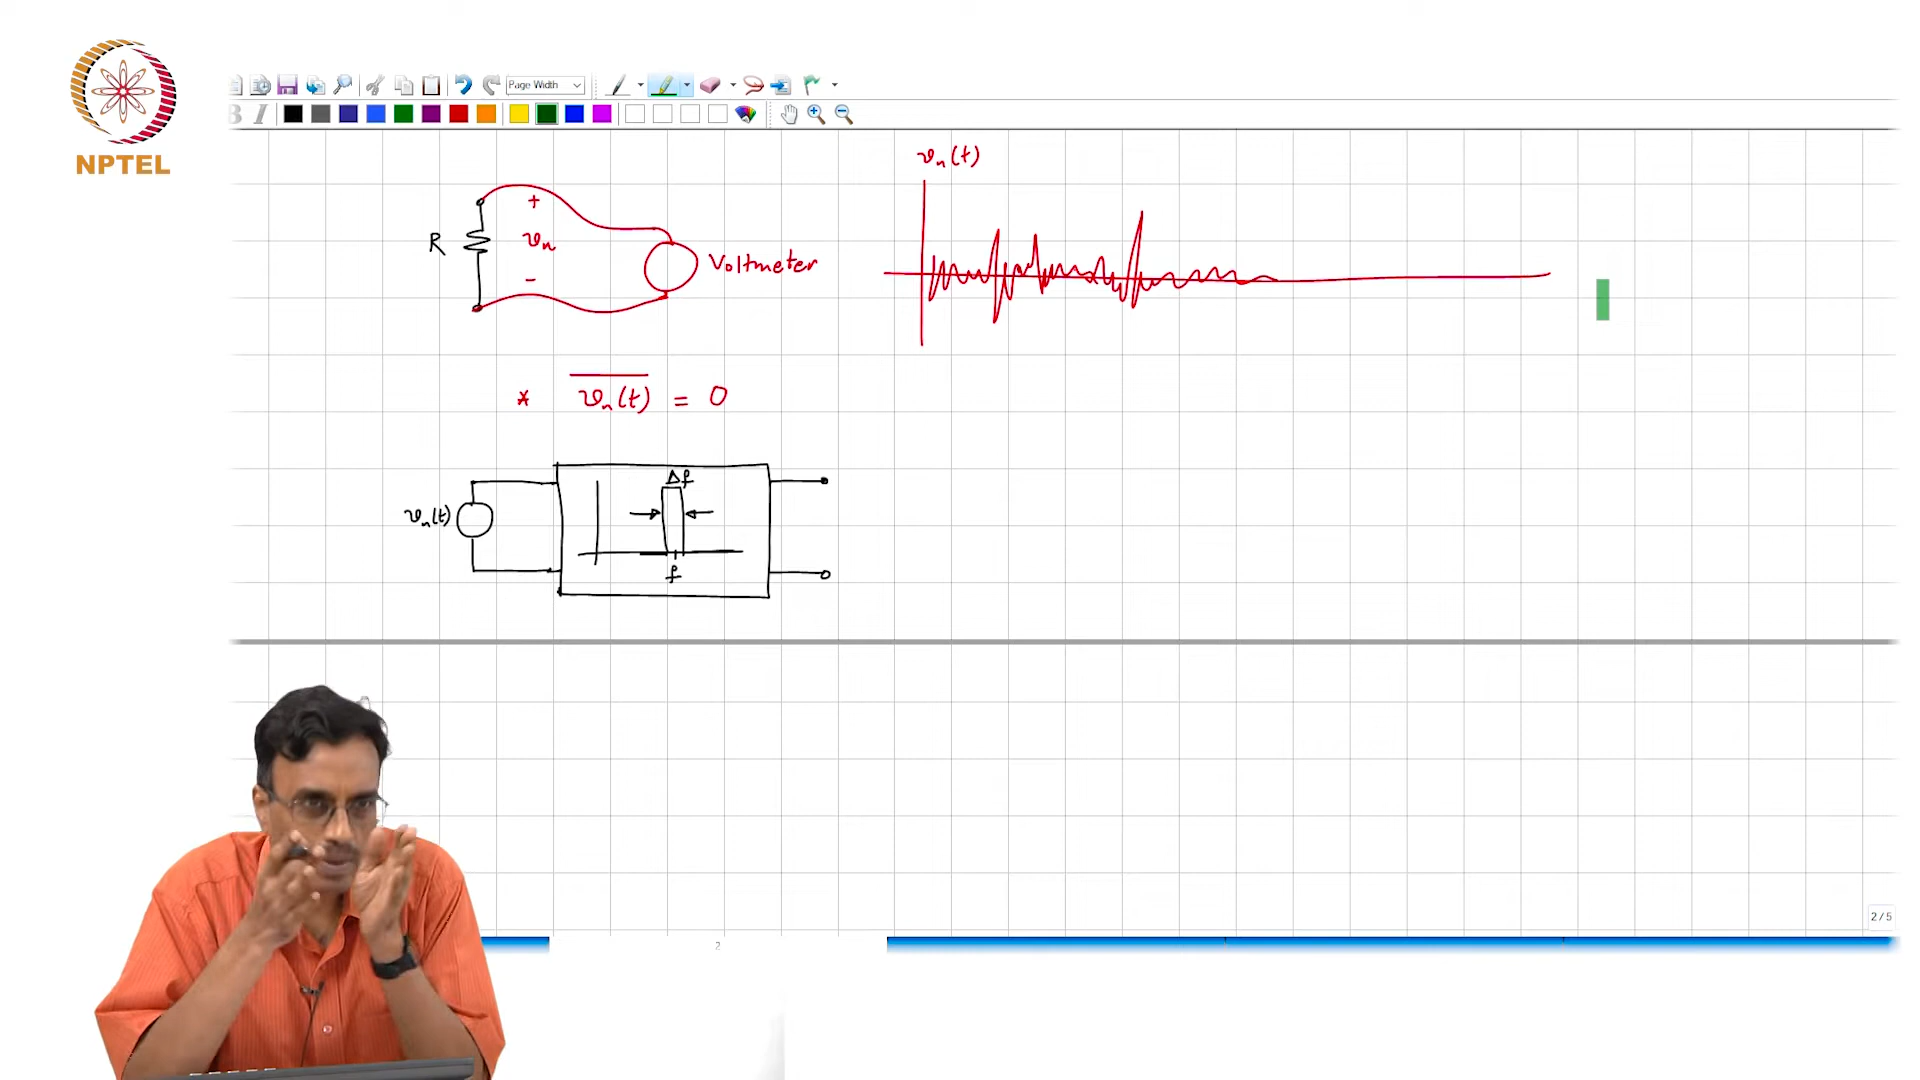 NPTEL
Page Width
B I
vₙ(t)
R
+
vₙ
-
Voltmeter
* vₙ(t) = 0
Δf
vₙ(t)
f
2/5
2